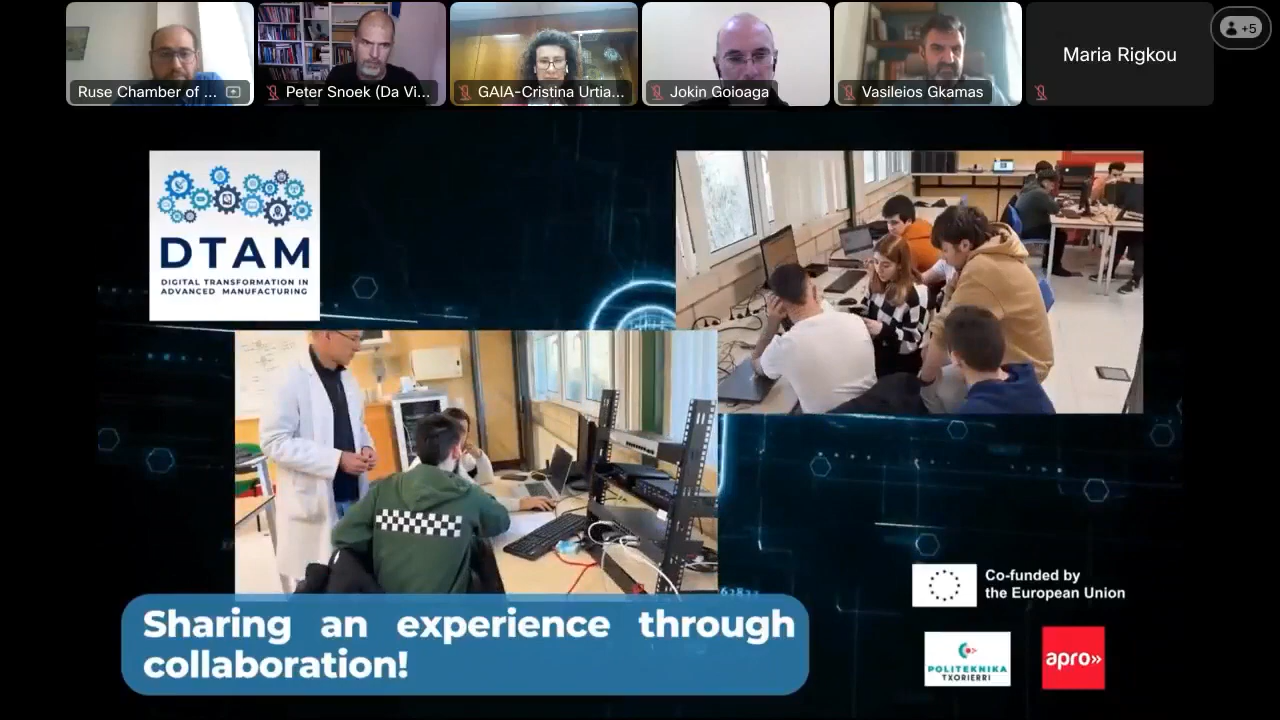 Ruse Chamber of ...
Peter Snoek (Da Vi...
GAIA-Cristina Urtia...
Jokin Goioaga
Vasileios Gkamas
Maria Rigkou
+5
DTAM
DIGITAL TRANSFORMATION IN
ADVANCED MANUFACTURING
Sharing an experience through
collaboration!
Co-funded by
the European Union
POLITEKNIKA
TXORIERRI
apro»